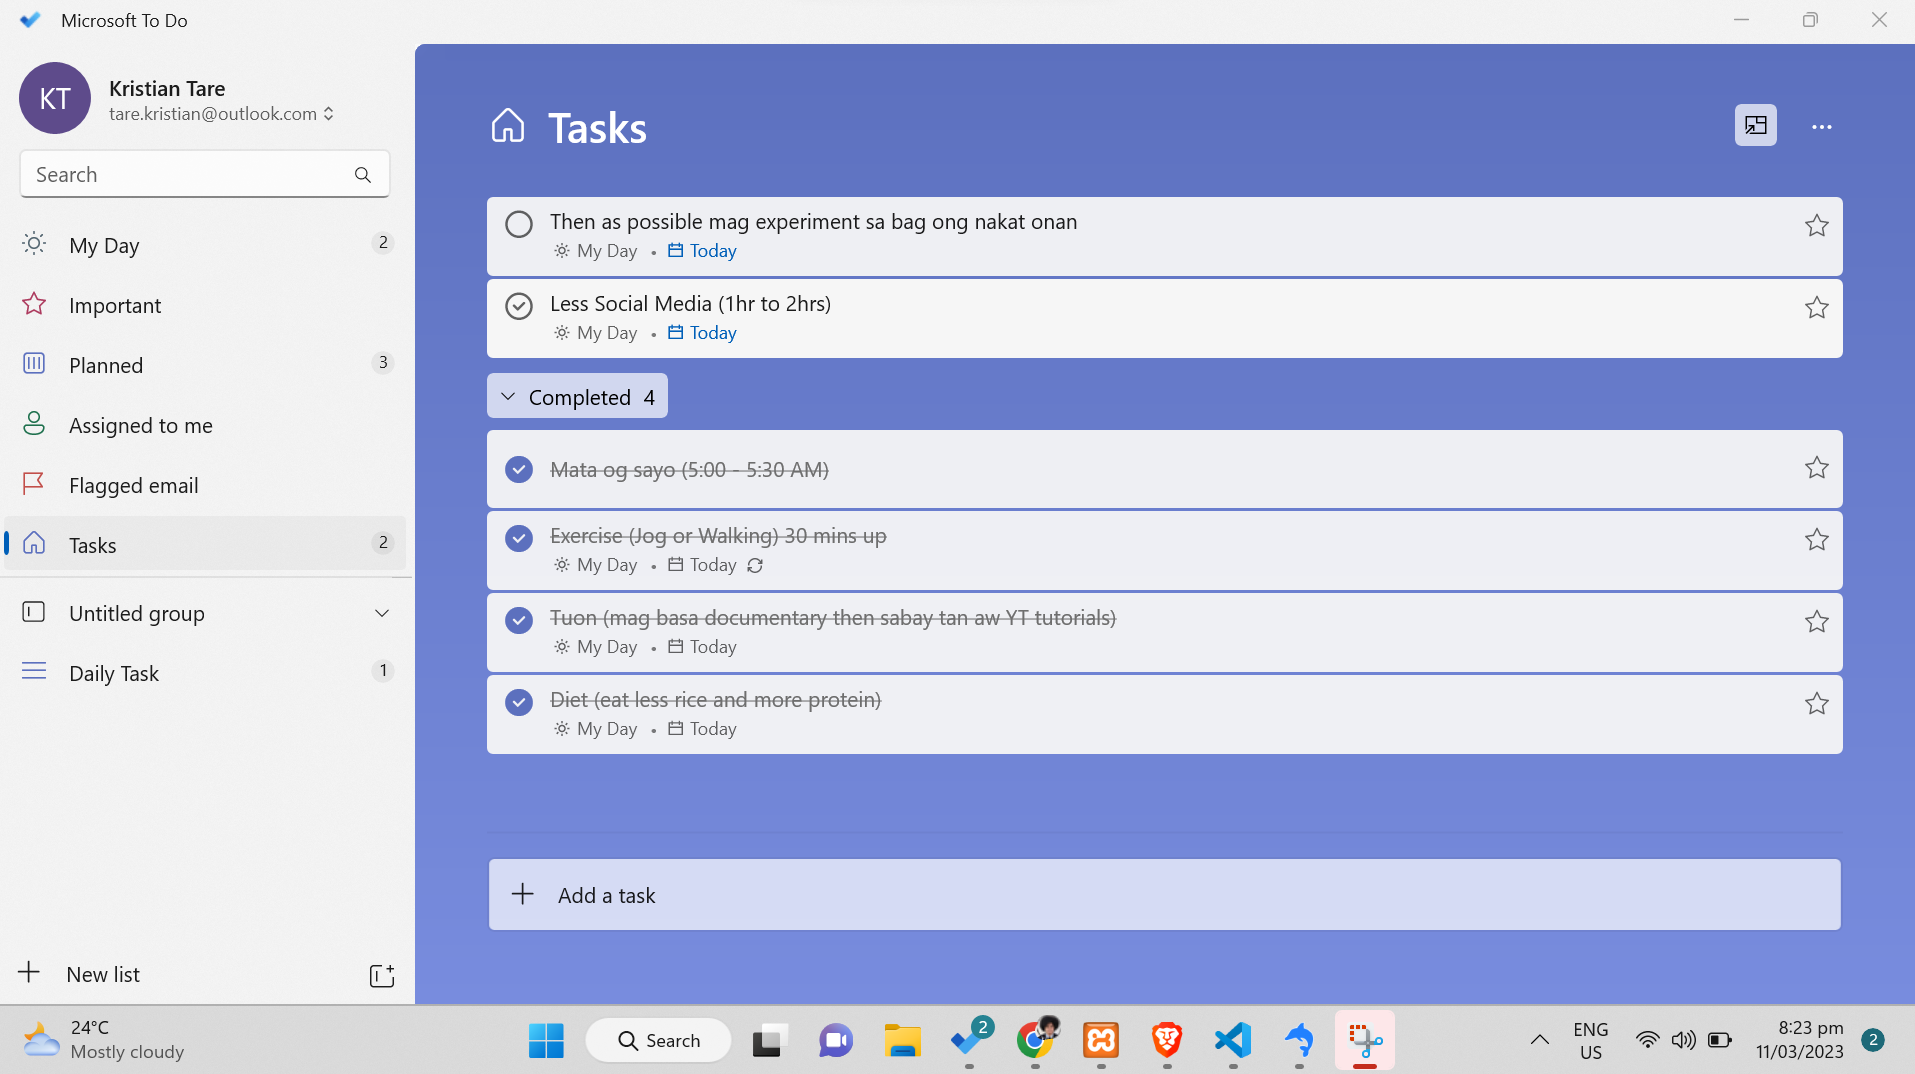 Microsoft To Do
KT
Kristian Tare
tare.kristian@outlook.com
Search
My Day 2
Important
Planned 3
Assigned to me
Flagged email
Tasks 2
Untitled group
Daily Task 1
New list
Tasks
Then as possible mag experiment sa bag ong nakat onan
My Day • Today
Less Social Media (1hr to 2hrs)
My Day • Today
Completed 4
Mata og sayo (5:00 - 5:30 AM)
Exercise (Jog or Walking) 30 mins up
My Day • Today
Tuon (mag basa documentary then sabay tan aw YT tutorials)
My Day • Today
Diet (eat less rice and more protein)
My Day • Today
Add a task
24°C
Mostly cloudy
Search
2
ENG
US
8:23 pm
11/03/2023
2